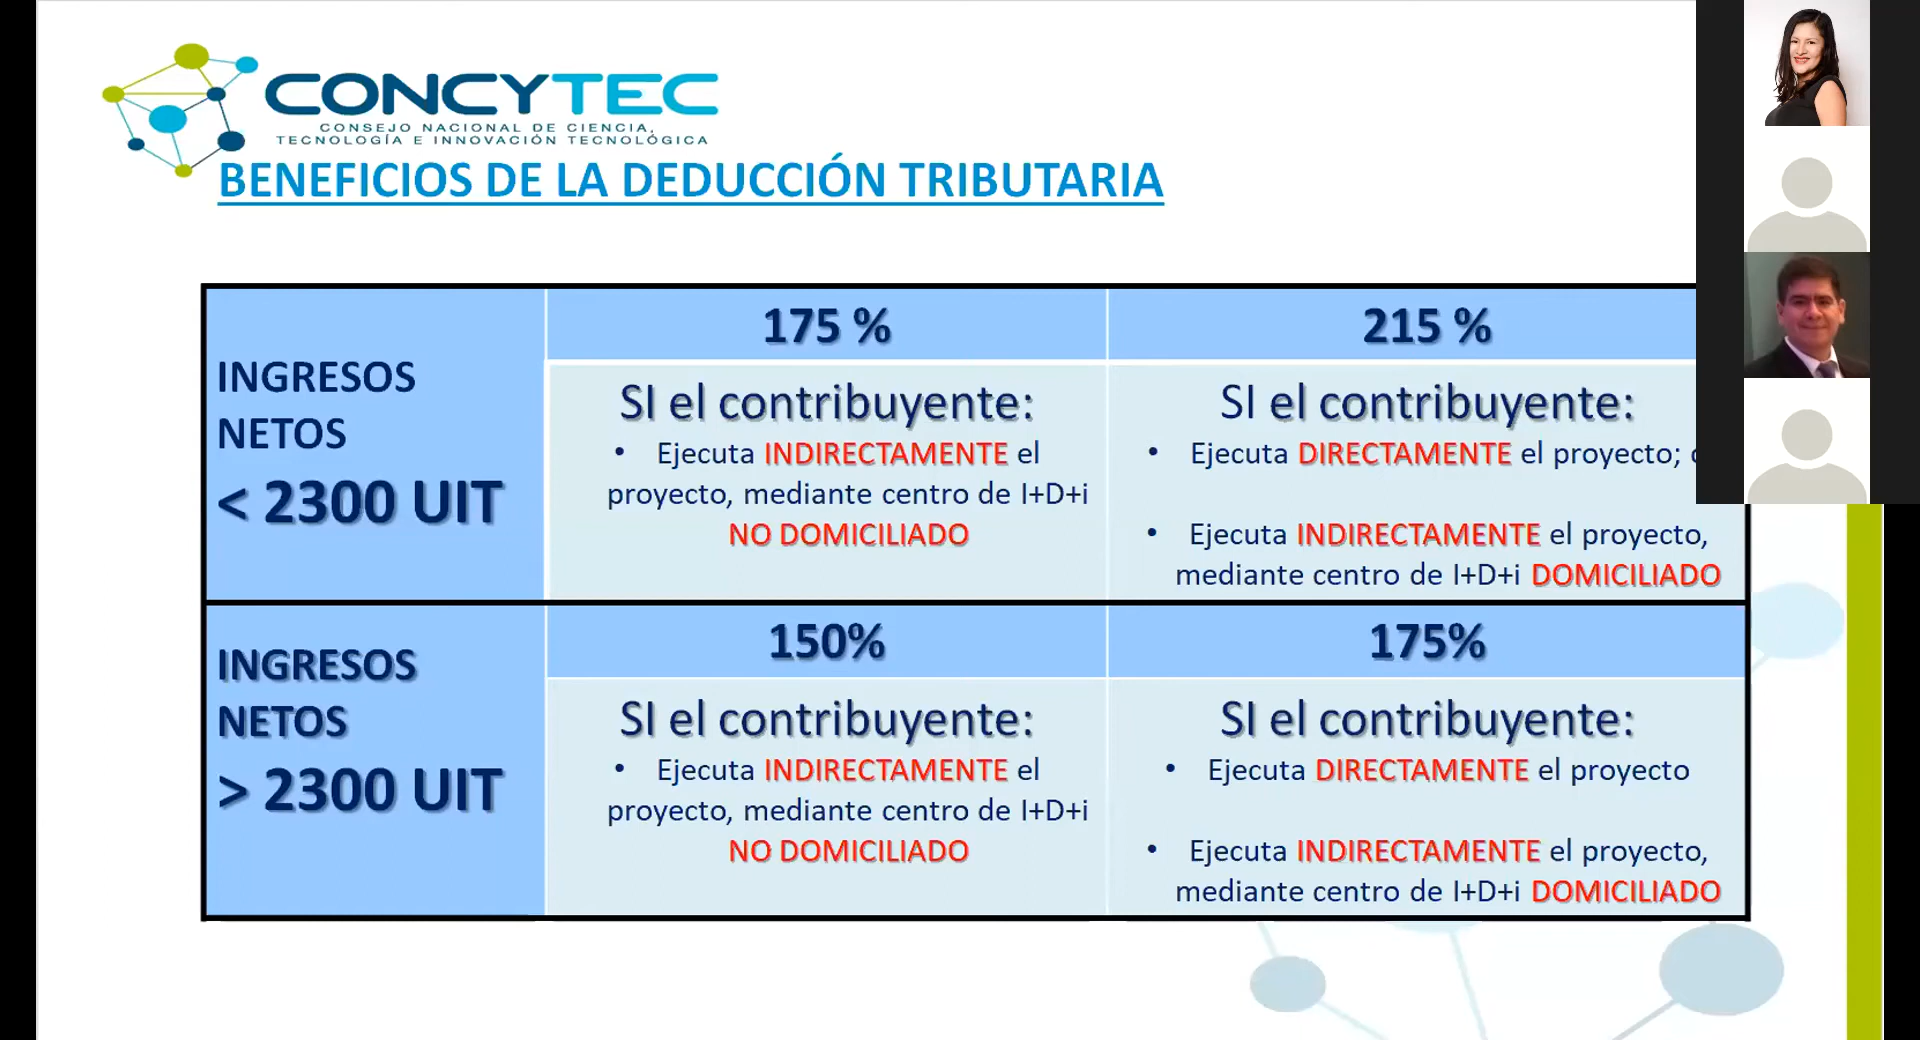 CONCYTEC
CONSEJO NACIONAL DE CIENCIA,
TECNOLOGÍA E INNOVACIÓN TECNOLÓGICA
BENEFICIOS DE LA DEDUCCIÓN TRIBUTARIA
INGRESOS
NETOS
< 2300 UIT
175 %
SI el contribuyente:
• Ejecuta INDIRECTAMENTE el
proyecto, mediante centro de I+D+i
NO DOMICILIADO
215 %
SI el contribuyente:
• Ejecuta DIRECTAMENTE el proyecto;
• Ejecuta INDIRECTAMENTE el proyecto,
mediante centro de I+D+i DOMICILIADO
INGRESOS
NETOS
> 2300 UIT
150%
SI el contribuyente:
• Ejecuta INDIRECTAMENTE el
proyecto, mediante centro de I+D+i
NO DOMICILIADO
175%
SI el contribuyente:
• Ejecuta DIRECTAMENTE el proyecto
• Ejecuta INDIRECTAMENTE el proyecto,
mediante centro de I+D+i DOMICILIADO